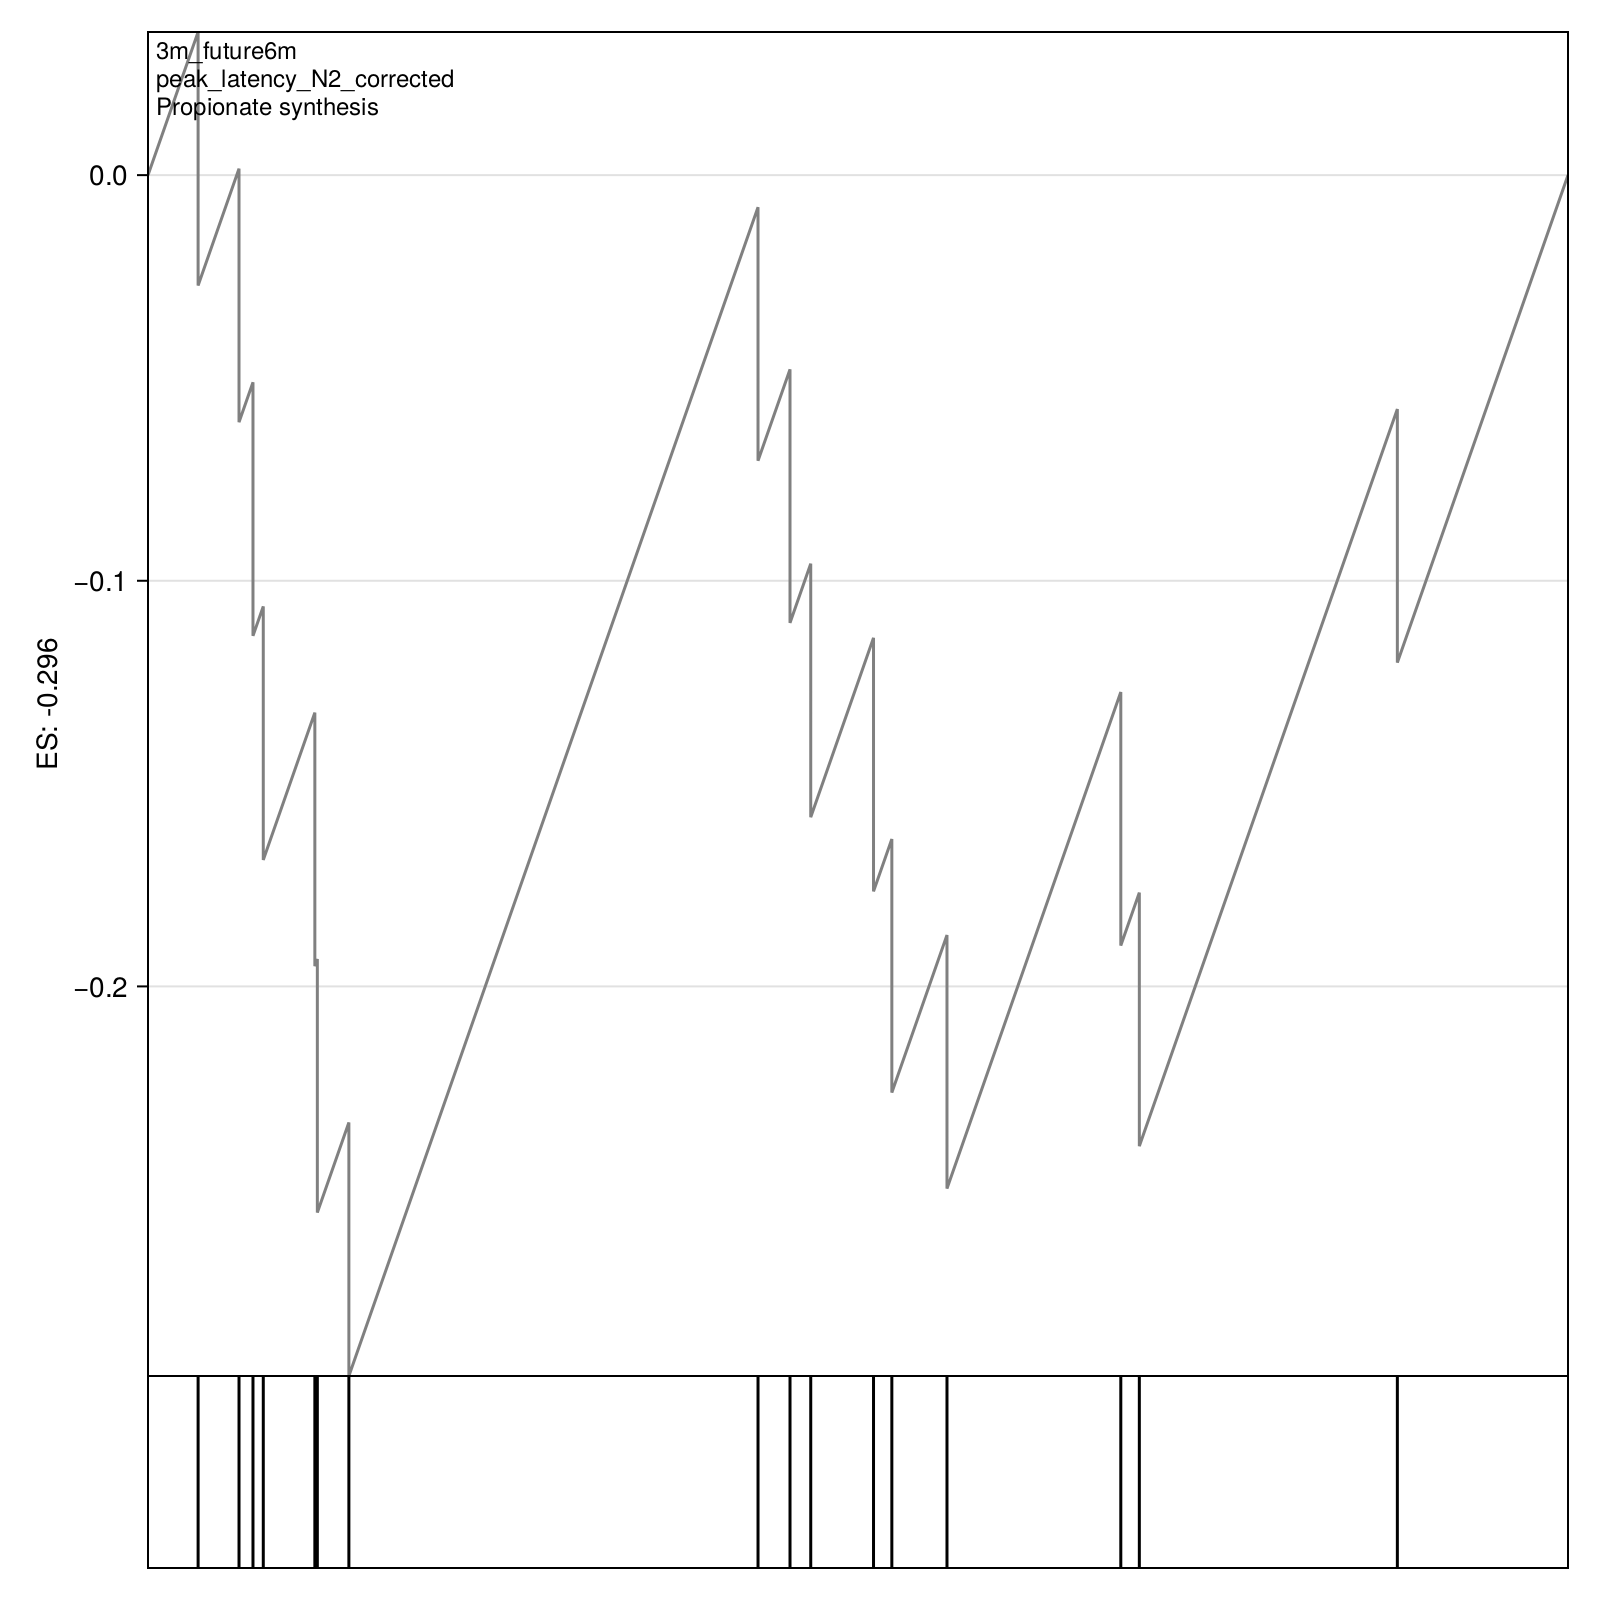 3m_future6m
peak_latency_N2_corrected
Propionate synthesis
0.0
−0.1
−0.2
ES: -0.296